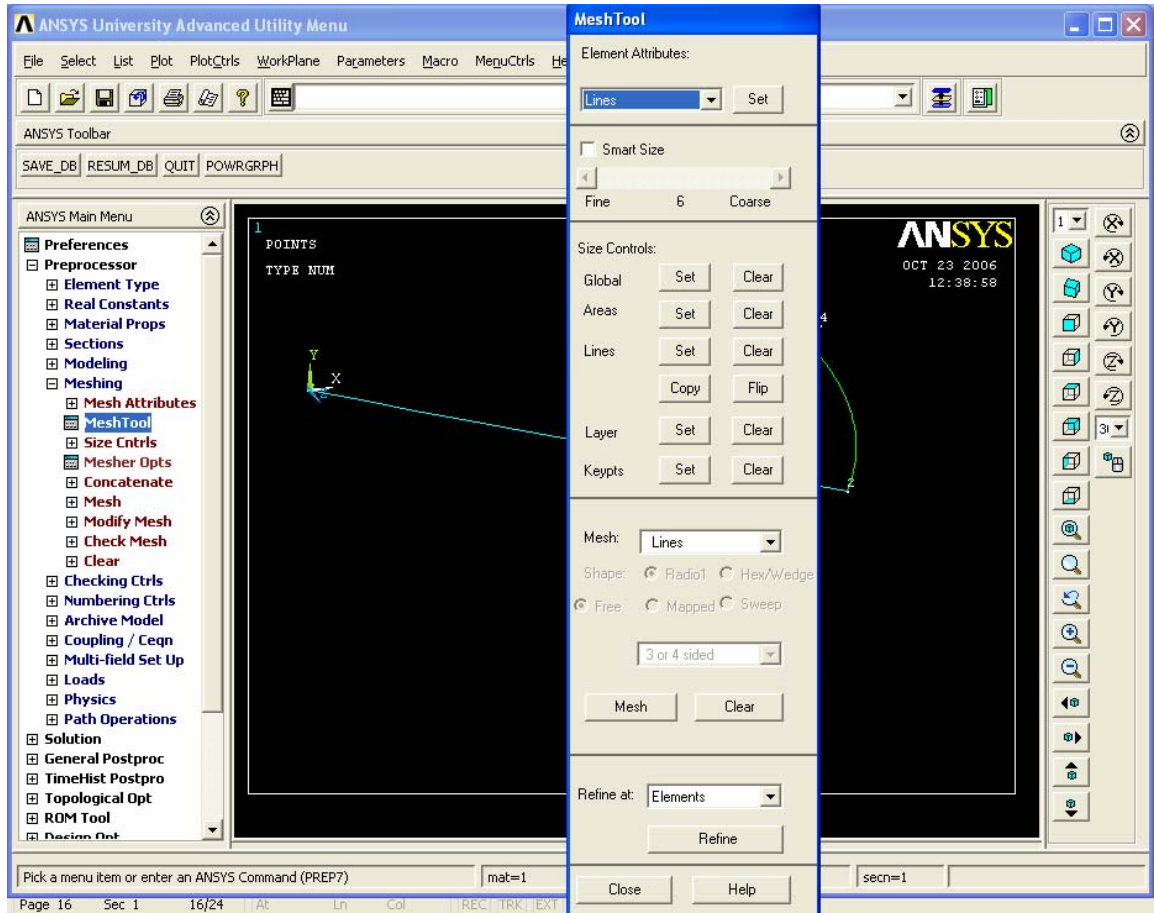 ANSYS University Advanced Utility Menu
File Select List Plot PlotCtrls WorkPlane Parameters Macro MenuCtrls He
ANSYS Toolbar
SAVE_DB RESUM_DB QUIT POWRGRPH
ANSYS Main Menu
Preferences
Preprocessor
Element Type
Real Constants
Material Props
Sections
Modeling
Meshing
Mesh Attributes
MeshTool
Size Cntrls
Mesher Opts
Concatenate
Mesh
Modify Mesh
Check Mesh
Clear
Checking Ctrls
Numbering Ctrls
Archive Model
Coupling / Ceqn
Multi-field Set Up
Loads
Physics
Path Operations
Solution
General Postproc
TimeHist Postpro
Topological Opt
ROM Tool
Design Opt
1
POINTS
TYPE NUM
Y
X
Z
ANSYS
OCT 23 2006
12:38:58
4
2
MeshTool
Element Attributes:
Lines Set
Smart Size
Fine 6 Coarse
Size Controls:
Global Set Clear
Areas Set Clear
Lines Set Clear
Copy Flip
Layer Set Clear
Keypts Set Clear
Mesh: Lines
Shape: Radio1 Hex/Wedge
Free Mapped Sweep
3 or 4 sided
Mesh Clear
Refine at: Elements
Refine
Close Help
1
X
X
Y
Y
Z
Z
Pick a menu item or enter an ANSYS Command (PREP7) mat=1 secn=1
Page 16 Sec 1 16/24 At Ln Col REC TRK EXT